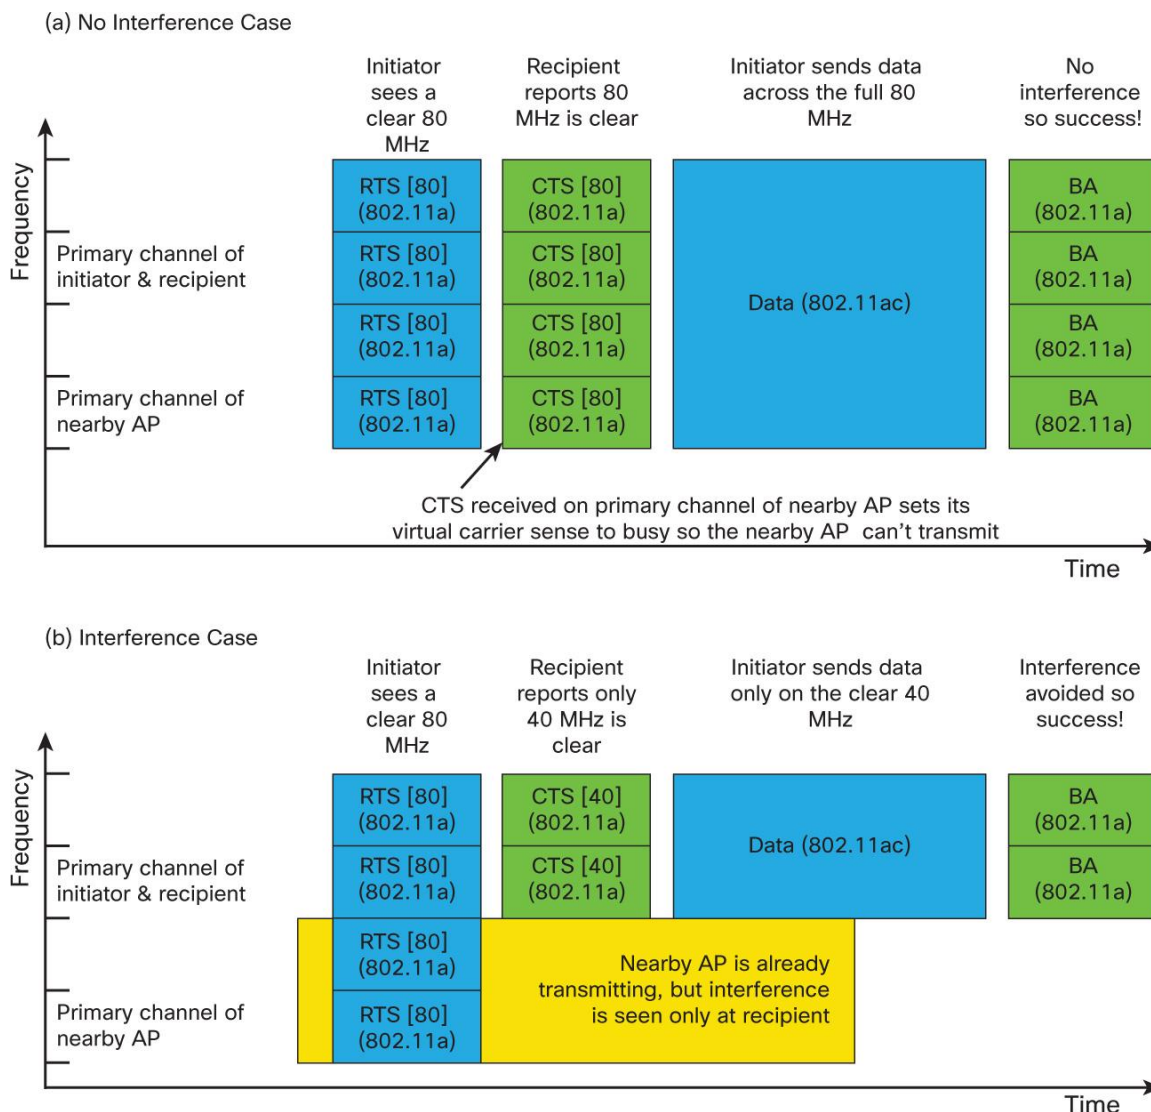 (a) No Interference Case
Initiator
sees a
clear 80
MHz
Recipient
reports 80
MHz is clear
Initiator sends data
across the full 80
MHz
No
interference
so success!
Frequency
Primary channel of
initiator & recipient
Primary channel of
nearby AP
RTS [80]
(802.11a)
RTS [80]
(802.11a)
RTS [80]
(802.11a)
RTS [80]
(802.11a)
CTS [80]
(802.11a)
CTS [80]
(802.11a)
CTS [80]
(802.11a)
CTS [80]
(802.11a)
Data (802.11ac)
BA
(802.11a)
BA
(802.11a)
BA
(802.11a)
BA
(802.11a)
CTS received on primary channel of nearby AP sets its
virtual carrier sense to busy so the nearby AP can't transmit
Time
(b) Interference Case
Initiator
sees a
clear 80
MHz
Recipient
reports only
40 MHz is
clear
Initiator sends data
only on the clear 40
MHz
Interference
avoided so
success!
Frequency
Primary channel of
initiator & recipient
Primary channel of
nearby AP
RTS [80]
(802.11a)
RTS [80]
(802.11a)
RTS [80]
(802.11a)
RTS [80]
(802.11a)
CTS [40]
(802.11a)
CTS [40]
(802.11a)
Data (802.11ac)
BA
(802.11a)
BA
(802.11a)
Nearby AP is already
transmitting, but interference
is seen only at recipient
Time